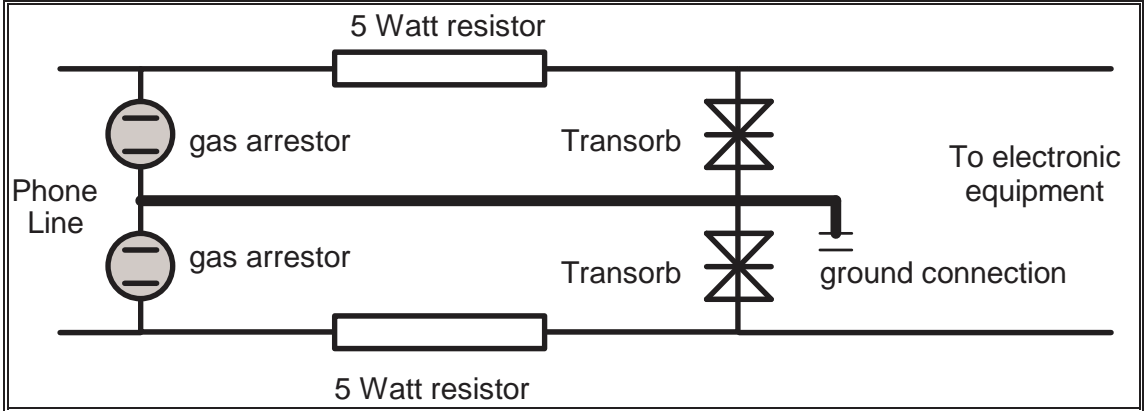 5 Watt resistor
gas arrestor
Transorb
To electronic
equipment
Phone
Line
gas arrestor
Transorb
ground connection
5 Watt resistor